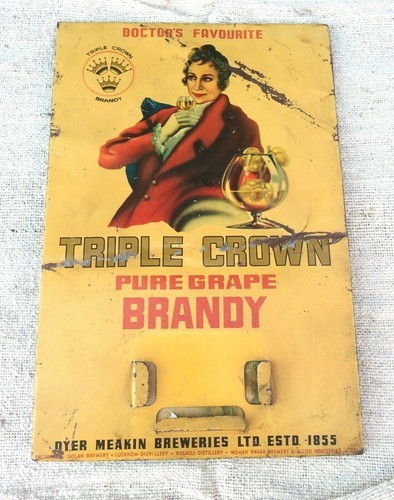 DOCTOR'S FAVOURITE
TRIPLE CROWN
BRANDY
TRIPLE CROWN
PURE GRAPE
BRANDY
DYER MEAKIN BREWERIES LTD. ESTD. 1855
SOLAN BREWERY • LUCKNOW DISTILLERY • KASAULI DISTILLERY • MOHAN NAGAR BREWERY & ALLIED INDUSTRIES